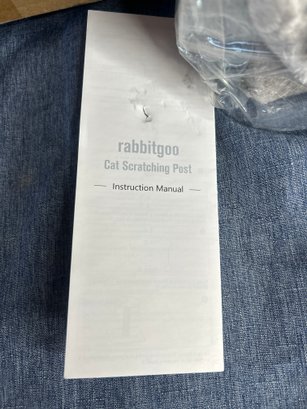 rabbitgoo
Cat Scratching Post
Instruction Manual